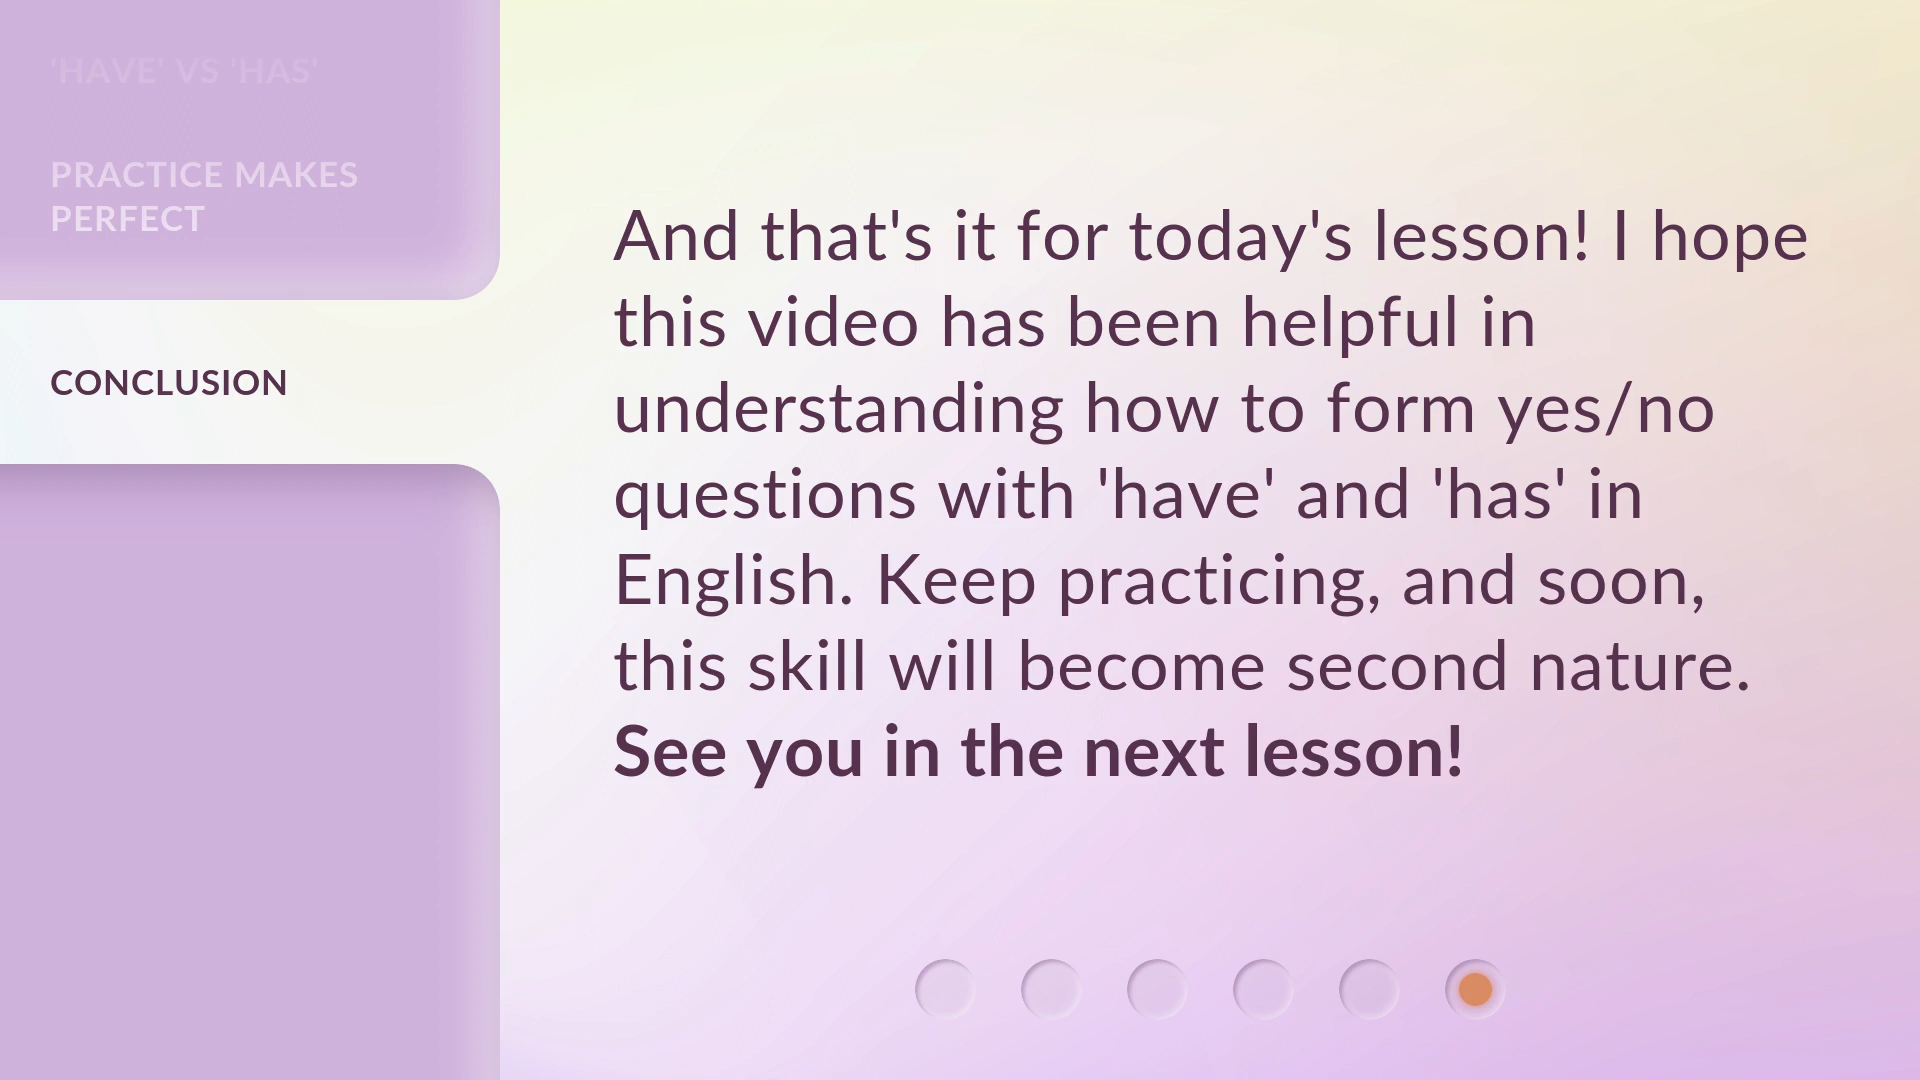 'HAVE' VS 'HAS'
PRACTICE MAKES
PERFECT
CONCLUSION
And that's it for today's lesson! I hope
this video has been helpful in
understanding how to form yes/no
questions with 'have' and 'has' in
English. Keep practicing, and soon,
this skill will become second nature.
See you in the next lesson!